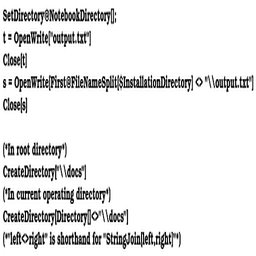 SetDirectory@NotebookDirectory[];
t = OpenWrite["output.txt"]
Close[t]
s = OpenWrite[First@FileNameSplit[$InstallationDirectory] <> "\\output.txt"]
Close[s]
(*In root directory*)
CreateDirectory["\\docs"]
(*In current operating directory*)
CreateDirectory[Directory[]<>"\\docs"]
(*"left<>right" is shorthand for "StringJoin[left,right]"*)